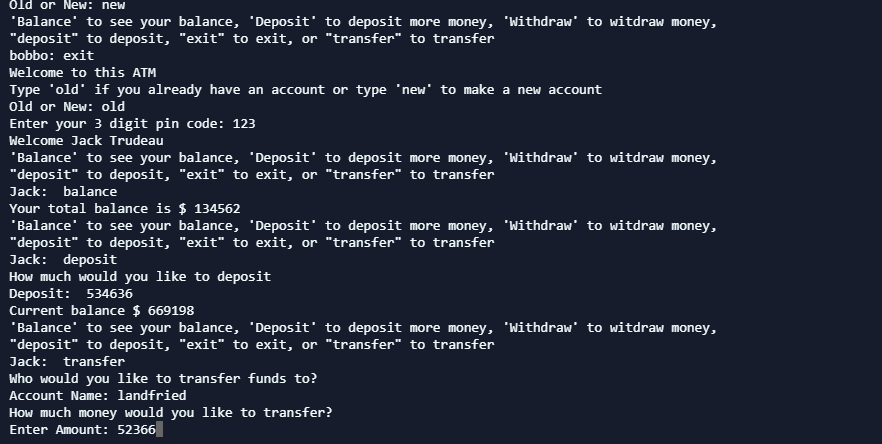 Old or New: new
'Balance' to see your balance, 'Deposit' to deposit more money, 'Withdraw' to witdraw money,
"deposit" to deposit, "exit" to exit, or "transfer" to transfer
bobbo: exit
Welcome to this ATM
Type 'old' if you already have an account or type 'new' to make a new account
Old or New: old
Enter your 3 digit pin code: 123
Welcome Jack Trudeau
'Balance' to see your balance, 'Deposit' to deposit more money, 'Withdraw' to witdraw money,
"deposit" to deposit, "exit" to exit, or "transfer" to transfer
Jack:  balance
Your total balance is $ 134562
'Balance' to see your balance, 'Deposit' to deposit more money, 'Withdraw' to witdraw money,
"deposit" to deposit, "exit" to exit, or "transfer" to transfer
Jack:  deposit
How much would you like to deposit
Deposit:  534636
Current balance $ 669198
'Balance' to see your balance, 'Deposit' to deposit more money, 'Withdraw' to witdraw money,
"deposit" to deposit, "exit" to exit, or "transfer" to transfer
Jack:  transfer
Who would you like to transfer funds to?
Account Name: landfried
How much money would you like to transfer?
Enter Amount: 52366